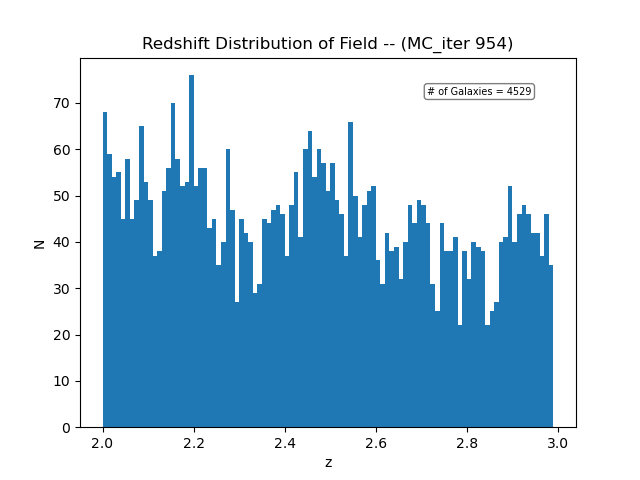 Redshift Distribution of Field -- (MC_iter 954)
# of Galaxies = 4529
N
70
60
50
40
30
20
10
0
2.0 2.2 2.4 2.6 2.8 3.0
z